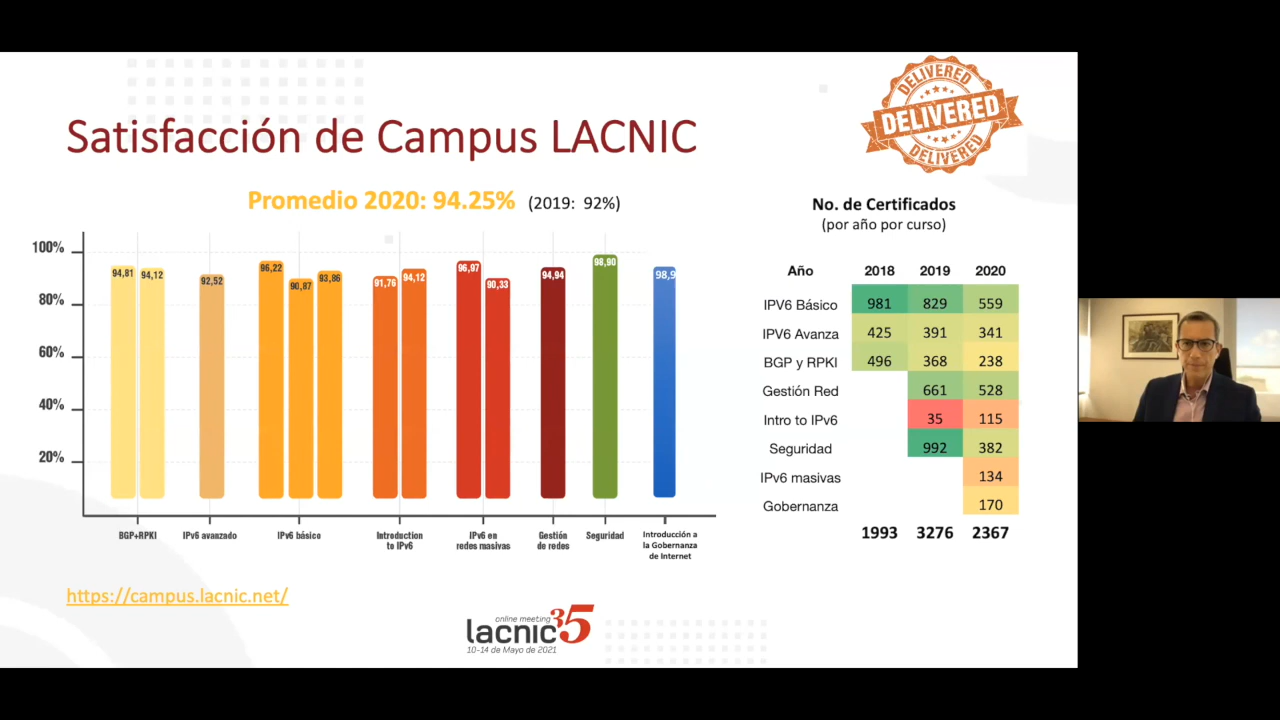 DELIVERED
DELIVERED
DELIVERED
Satisfacción de Campus LACNIC
Promedio 2020: 94.25% (2019: 92%)
100%
80%
60%
40%
20%
94,81
94,12
92,52
96,22
90,87
93,86
91,76
94,12
96,97
90,33
94,94
98,90
98,9
BGP+RPKI
IPv6 avanzado
IPv6 básico
Introduction
to IPv6
IPv6 en
redes masivas
Gestión
de redes
Seguridad
Introducción a
la Gobernanza
de Internet
No. de Certificados
(por año por curso)
Año 2018 2019 2020
IPV6 Básico 981 829 559
IPV6 Avanza 425 391 341
BGP y RPKI 496 368 238
Gestión Red 661 528
Intro to IPv6 35 115
Seguridad 992 382
IPv6 masivas 134
Gobernanza 170
1993 3276 2367
https://campus.lacnic.net/
online meeting
lacnic35
10-14 de Mayo de 2021